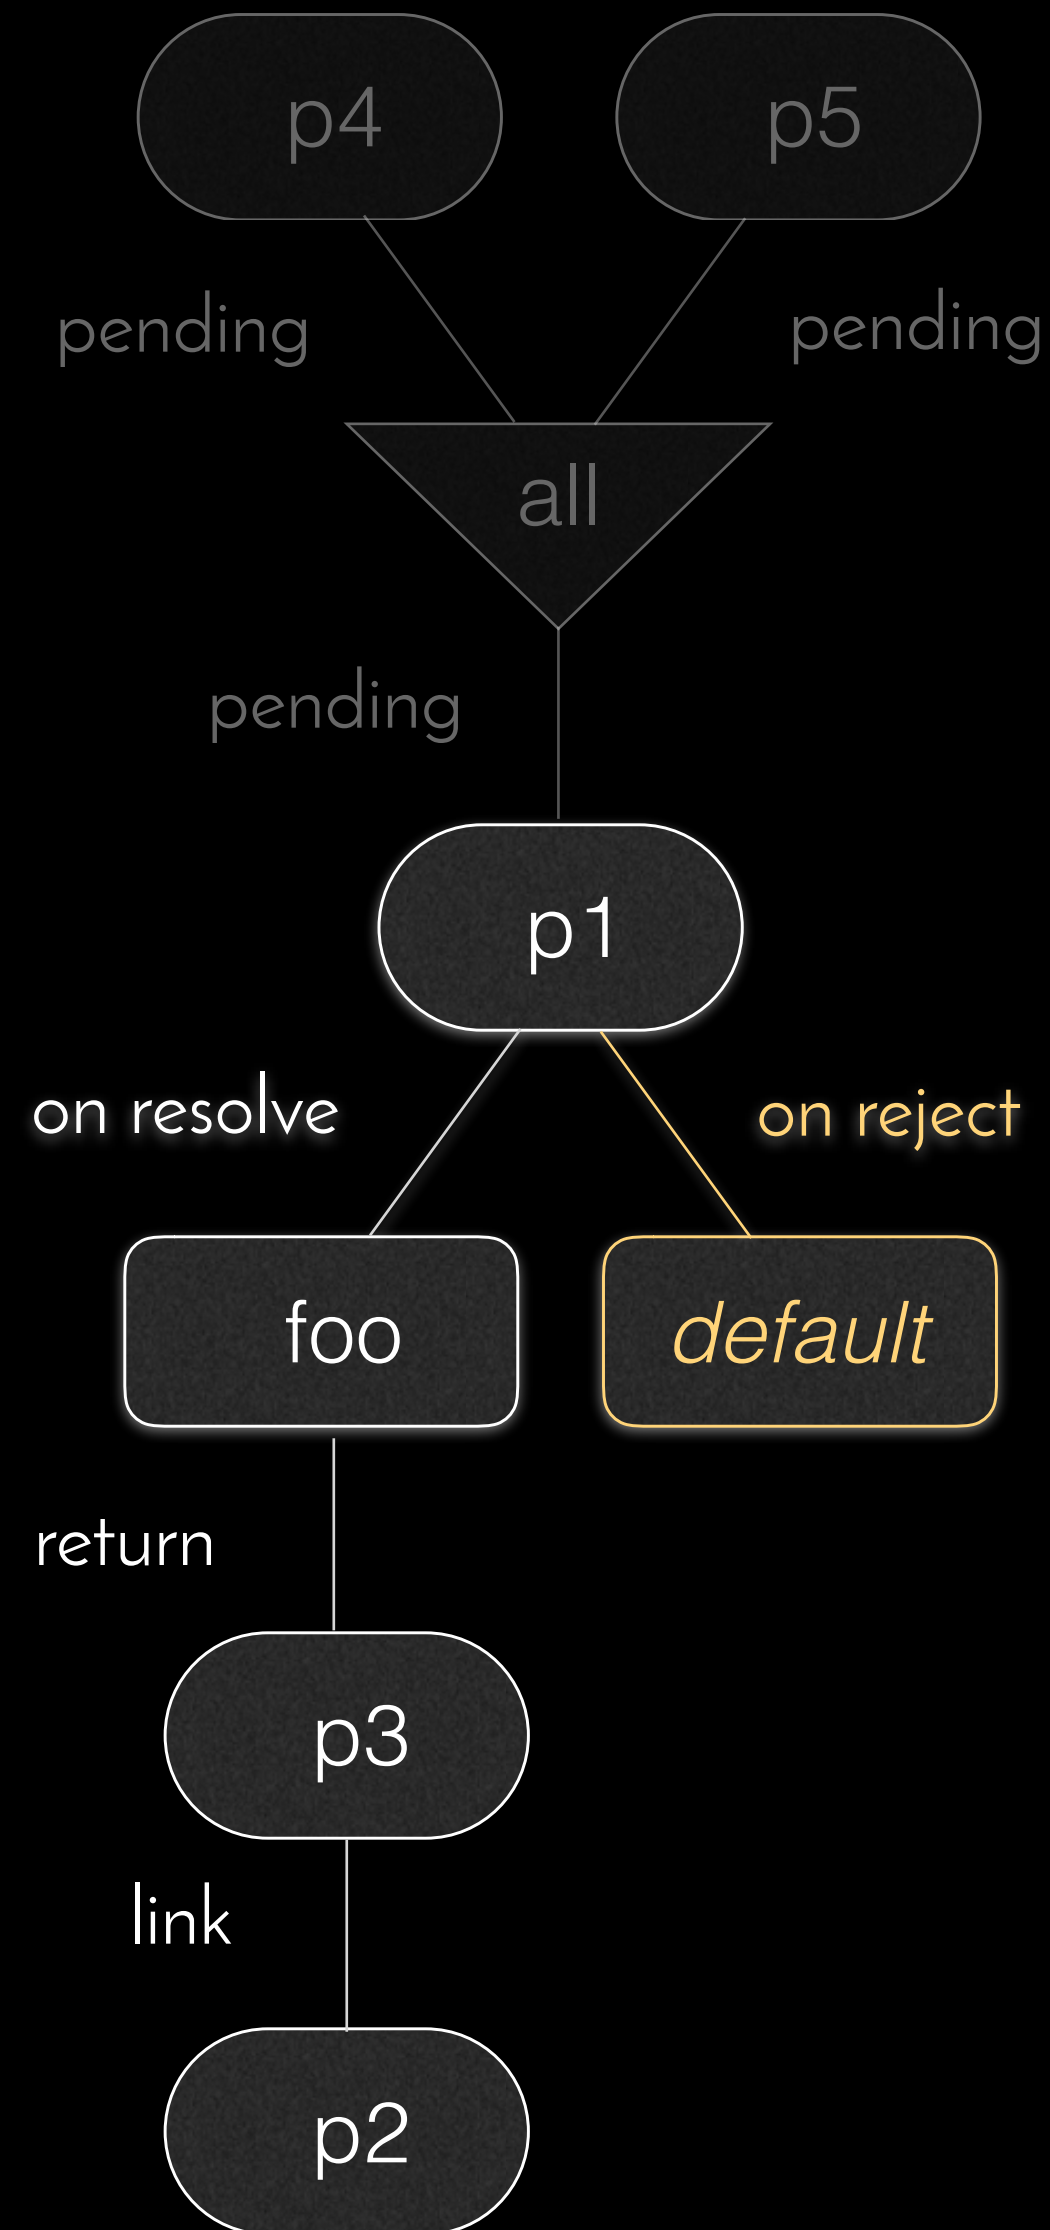 p4
p5
pending
pending
all
pending
p1
on resolve
on reject
foo
default
return
p3
link
p2